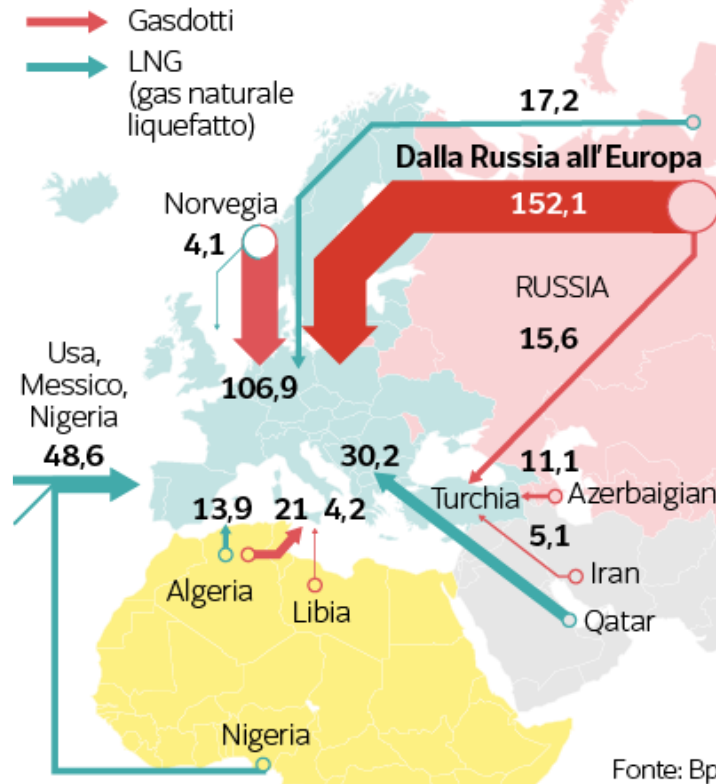 Gasdotti
LNG
(gas naturale
liquefatto)
17,2
Dalla Russia all'Europa
152,1
Norvegia
4,1
RUSSIA
15,6
Usa,
Messico,
Nigeria
48,6
106,9
30,2
11,1
Turchia
Azerbaigian
13,9
21
4,2
5,1
Algeria
Libia
Iran
Qatar
Nigeria
Fonte: Bp